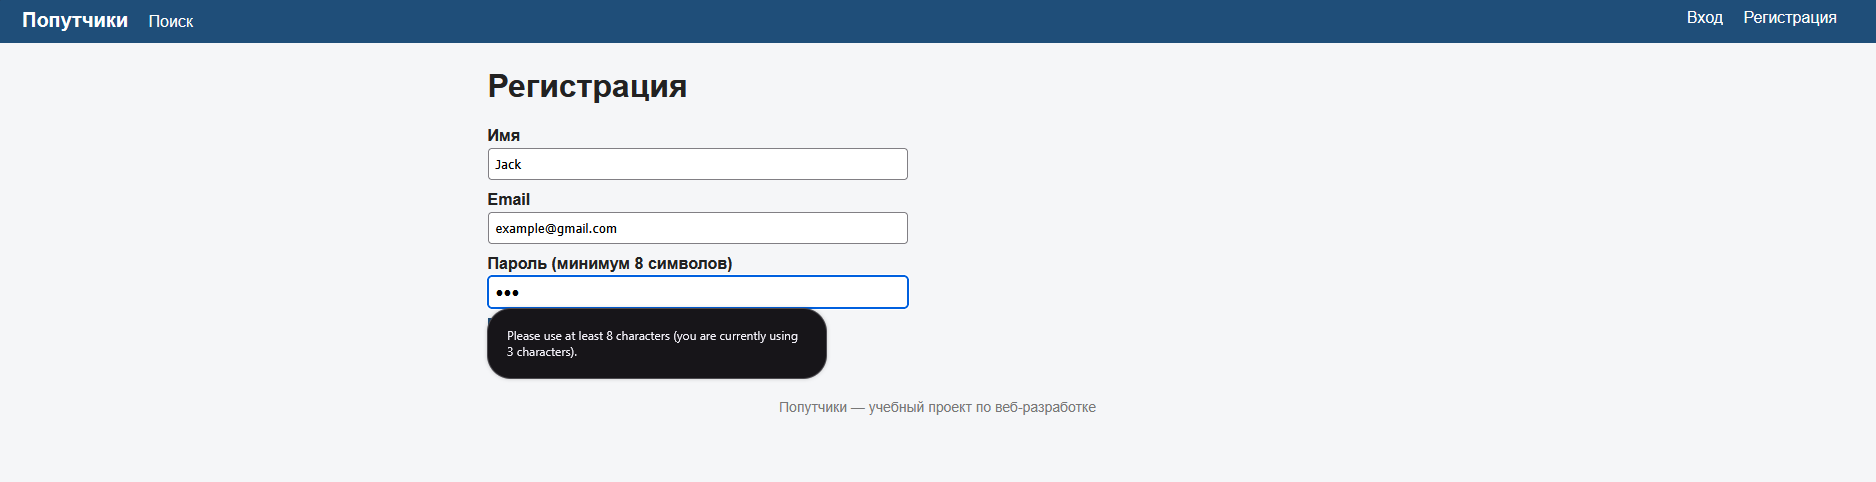 Попутчики Поиск Вход Регистрация
Регистрация
Имя
Jack
Email
example@gmail.com
Пароль (минимум 8 символов)
•••
Please use at least 8 characters (you are currently using
3 characters).
Попутчики — учебный проект по веб-разработке